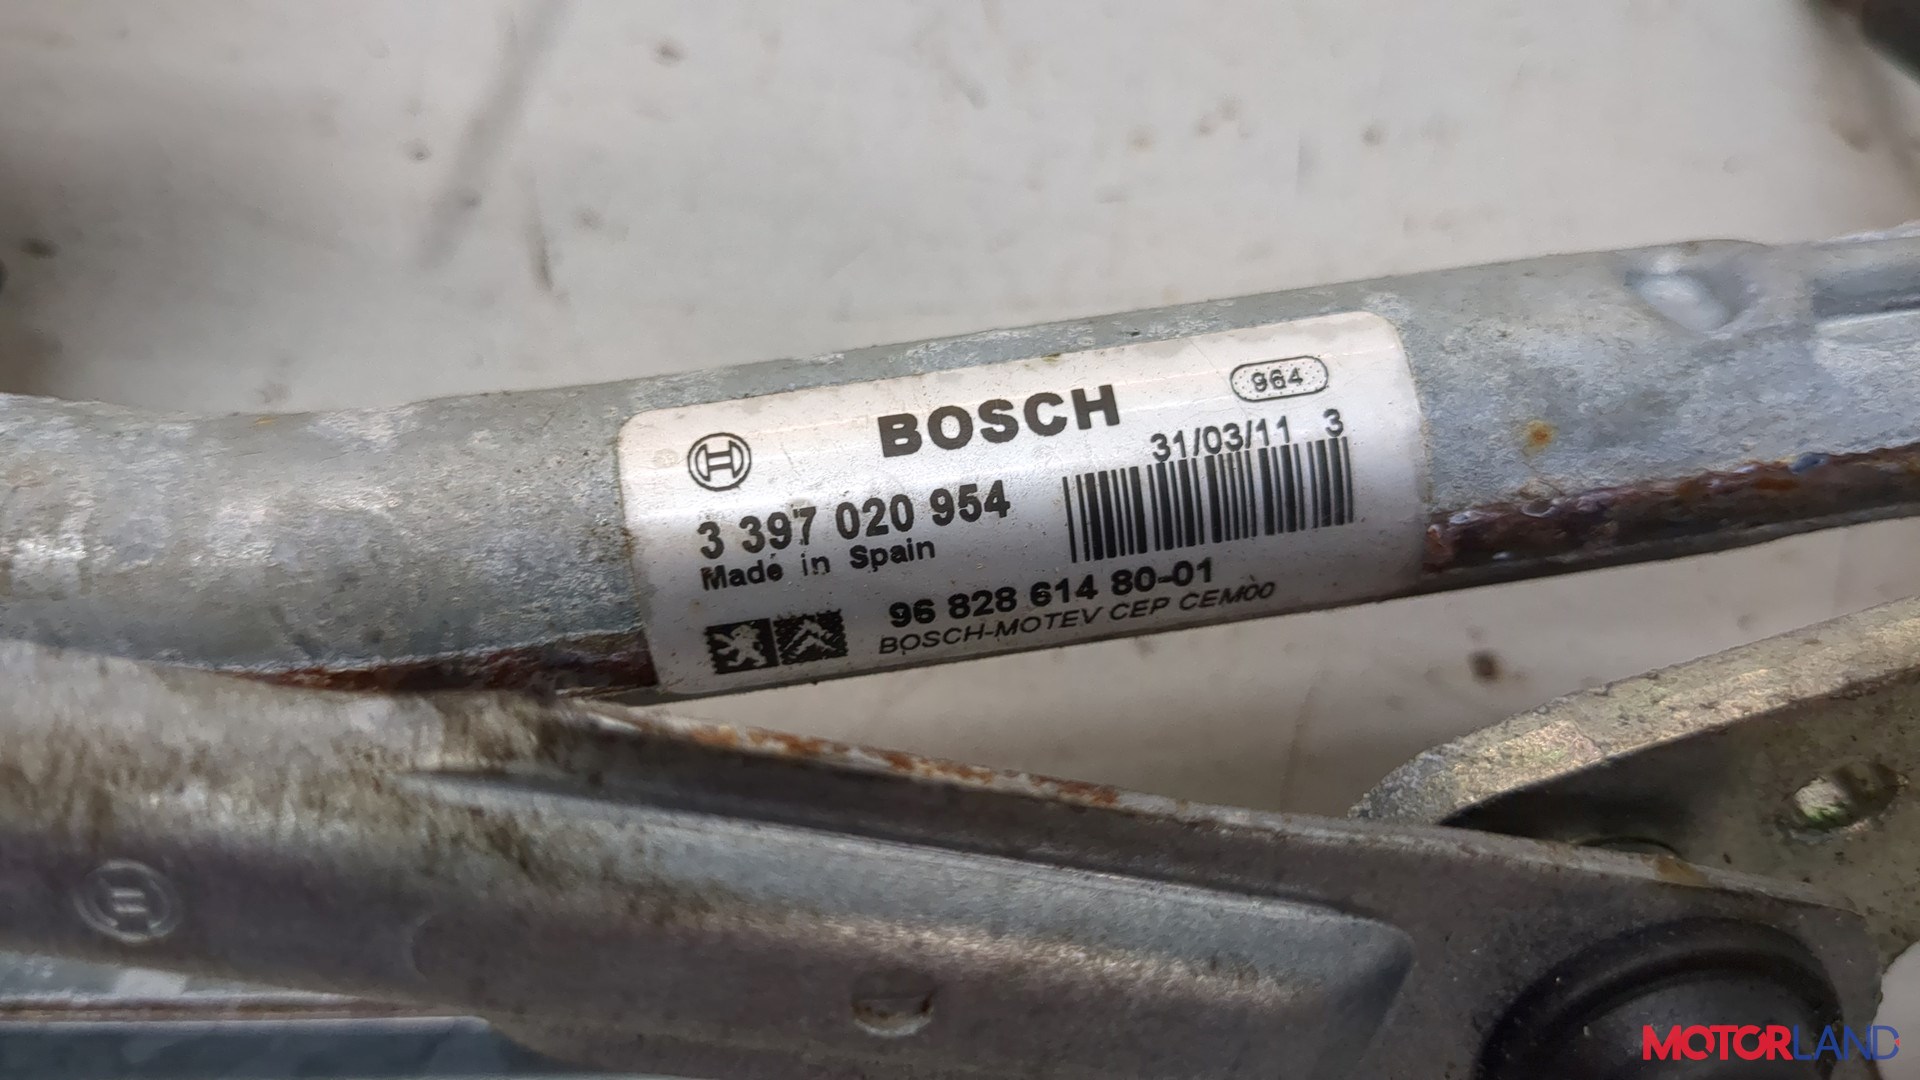 964
BOSCH
31/03/11 3
3 397 020 954
Made in Spain
96 828 614 80-01
BOSCH-MOTEV CEP CEM00
MOTORLAND